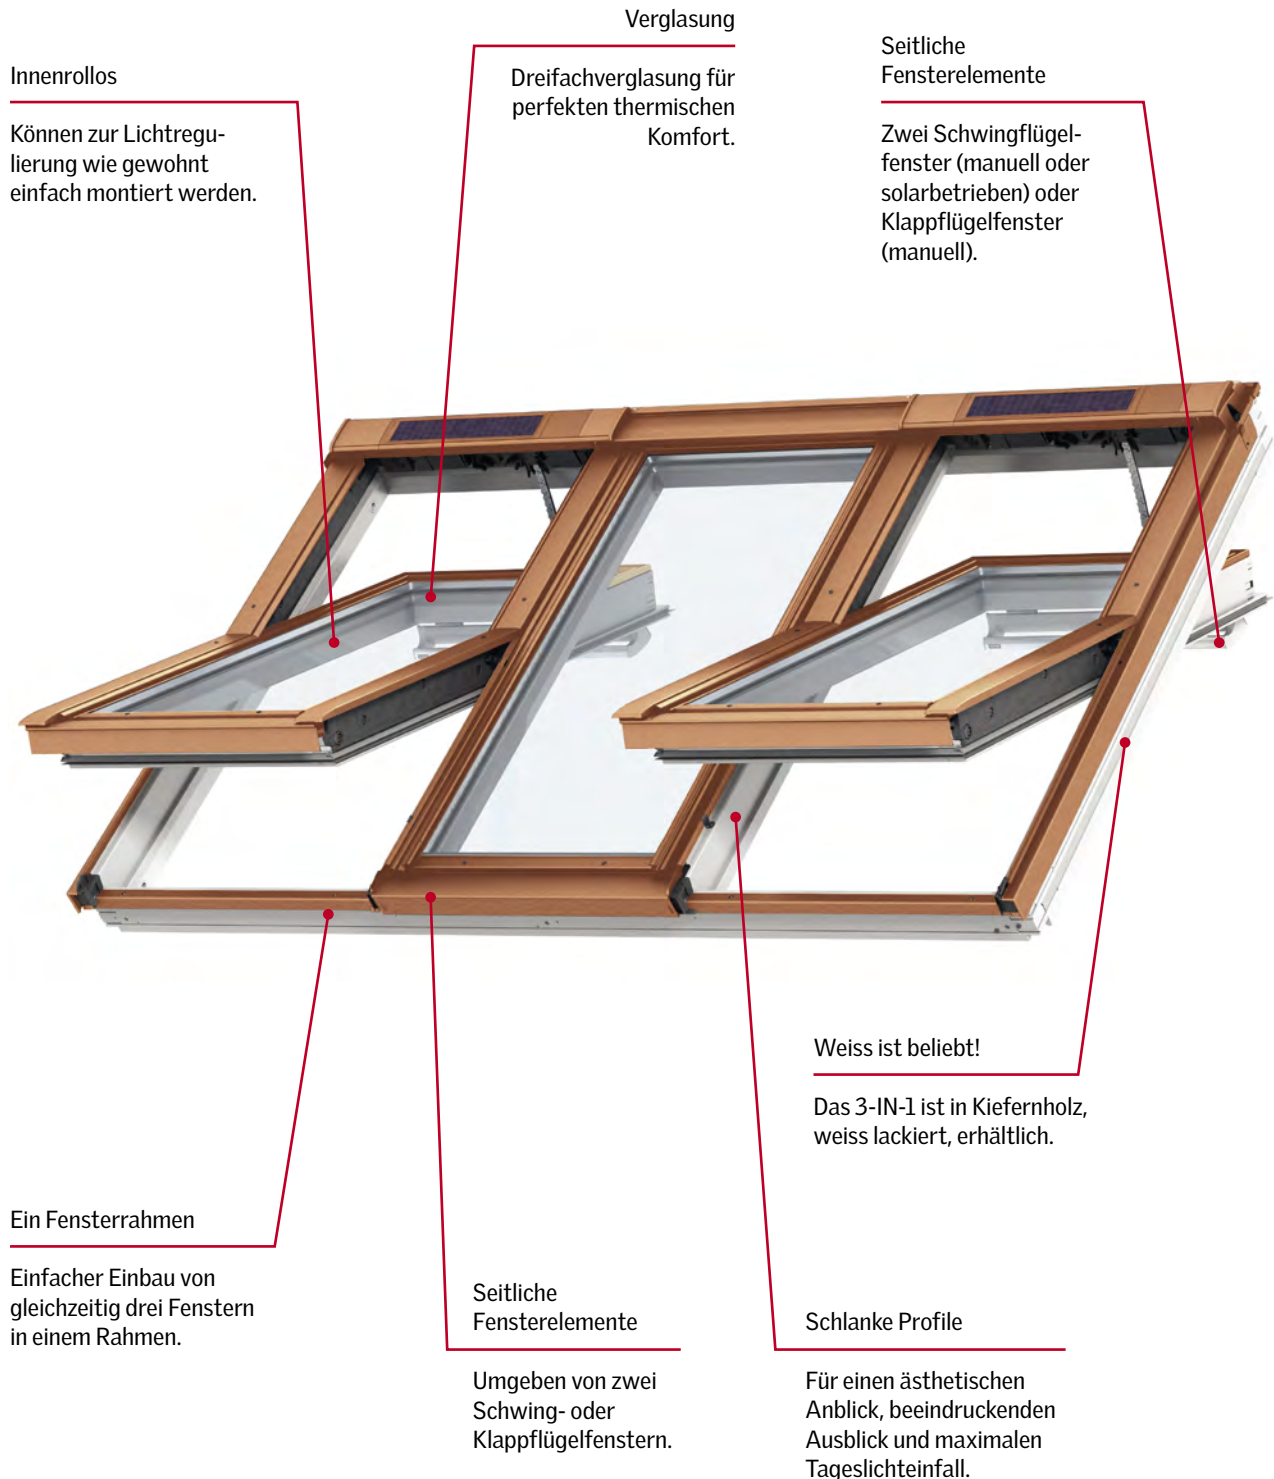 Verglasung
Dreifachverglasung für
perfekten thermischen
Komfort.
Seitliche
Fensterelemente
Zwei Schwingflügel-
fenster (manuell oder
solarbetrieben) oder
Klappflügelfenster
(manuell).
Innenrollos
Können zur Lichtregu-
lierung wie gewohnt
einfach montiert werden.
Weiss ist beliebt!
Das 3-IN-1 ist in Kiefernholz,
weiss lackiert, erhältlich.
Ein Fensterrahmen
Einfacher Einbau von
gleichzeitig drei Fenstern
in einem Rahmen.
Seitliche
Fensterelemente
Umgeben von zwei
Schwing- oder
Klappflügelfenstern.
Schlanke Profile
Für einen ästhetischen
Anblick, beeindruckenden
Ausblick und maximalen
Tageslichteinfall.